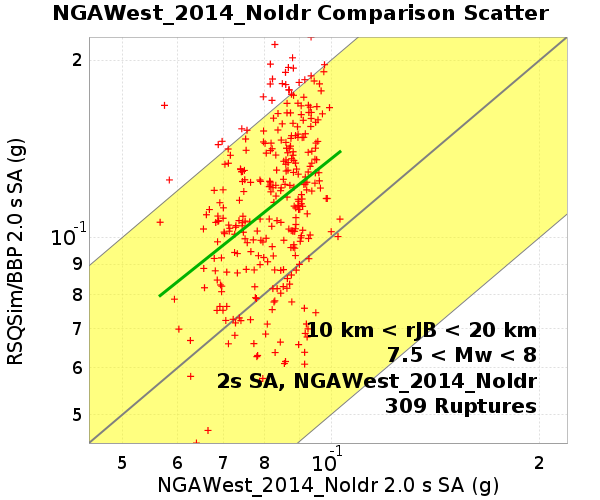 NGAWest_2014_NoIdr Comparison Scatter
RSQSim/BBP 2.0 s SA (g)
2
10-1
9
8
7
6
5
10 km < rJB < 20 km
7.5 < Mw < 8
2s SA, NGAWest_2014_NoIdr
309 Ruptures
5 6 7 8 10-1 2
NGAWest_2014_NoIdr 2.0 s SA (g)